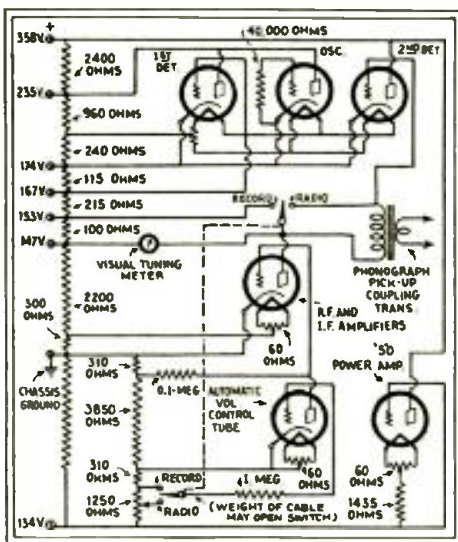 40,000 OHMS
+
358V.
2400
OHMS
1ST
DET
OSC.
2ND DET
235V.
960 OHMS
240 OHMS
174V
115 OHMS
167V
215 OHMS
RECORD
RADIO
153V
100 OHMS
147V
VISUAL TUNING
METER
PHONOGRAPH
PICK-UP
COUPLING
TRANS.
2200
OHMS
300
OHMS
R.F. AND
I.F. AMPLIFIERS
60
OHMS
'50
POWER AMP.
310
OHMS
CHASSIS
GROUND
0.1-MEG
AUTOMATIC
VOL
CONTROL
TUBE
3850
OHMS
310
OHMS
RECORD
1 MEG
60
OHMS
60
OHMS
1250
OHMS
RADIO
(WEIGHT OF CABLE
MAY OPEN SWITCH)
1435
OHMS
134V